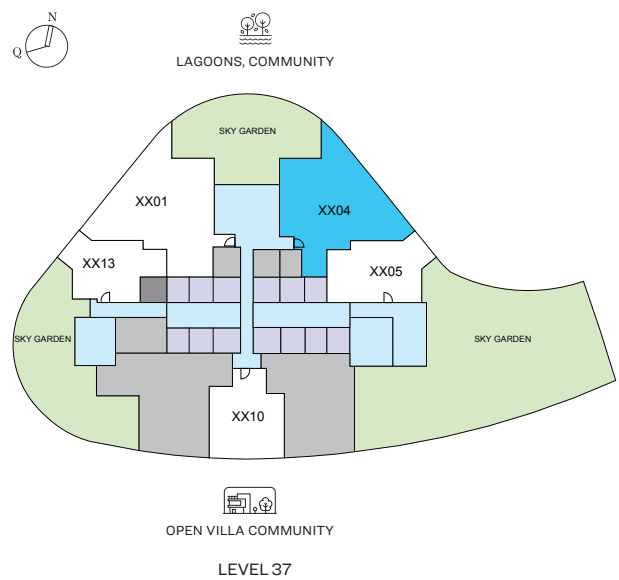 N
Q
LAGOONS, COMMUNITY
SKY GARDEN
XX01
XX04
XX13
XX05
SKY GARDEN
SKY GARDEN
XX10
OPEN VILLA COMMUNITY
LEVEL 37